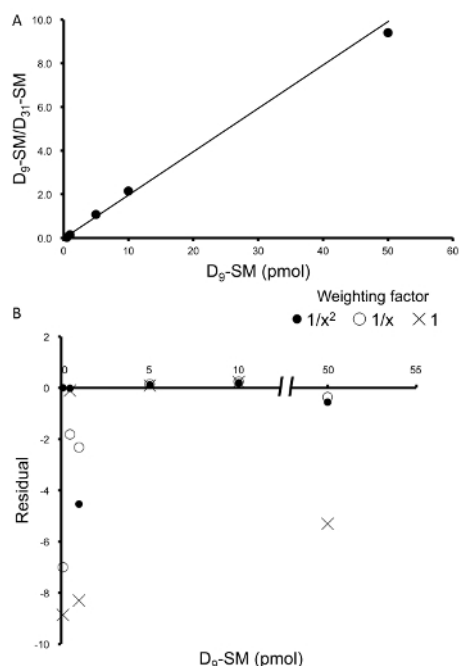 A
10.0
8.0
6.0
4.0
2.0
0.0
D₉-SM/D₃₁-SM
0 10 20 30 40 50 60
D₉-SM (pmol)
Weighting factor
● 1/x² ○ 1/x × 1
B
2
0
-2
-4
-6
-8
-10
Residual
0 5 10 50 55
D₉-SM (pmol)